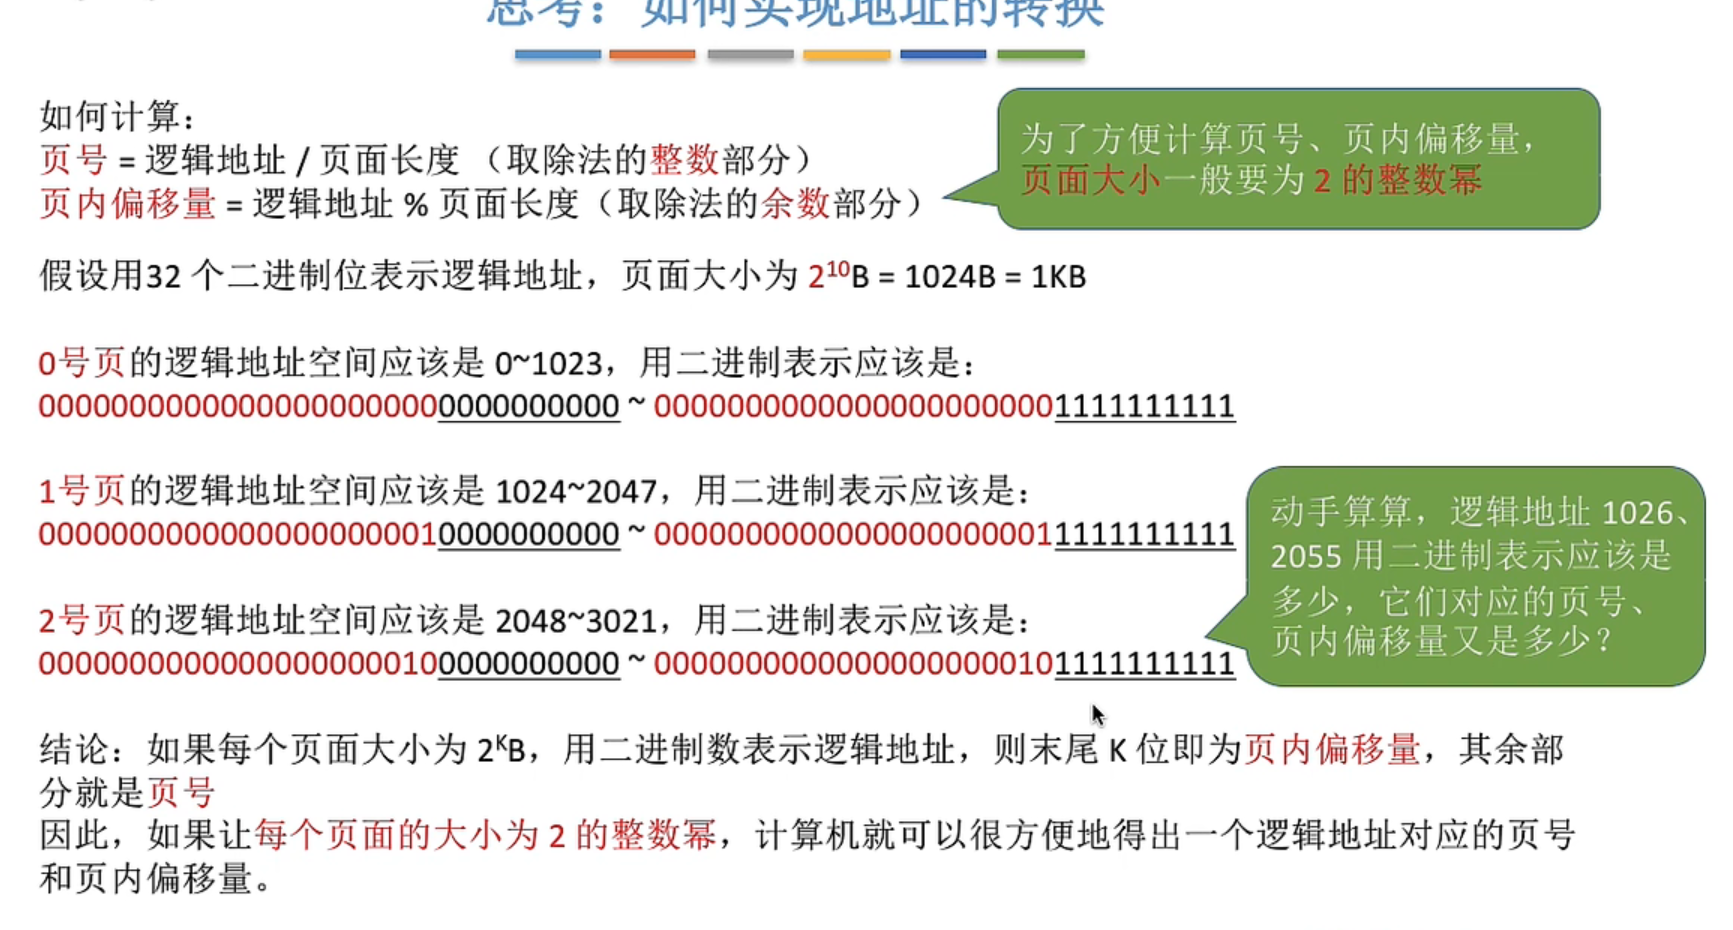 思考：如何实现地址的转换
如何计算：
页号 = 逻辑地址 / 页面长度 （取除法的整数部分）
页内偏移量 = 逻辑地址 % 页面长度（取除法的余数部分）
为了方便计算页号、页内偏移量，
页面大小一般要为 2 的整数幂
假设用32 个二进制位表示逻辑地址，页面大小为 2¹⁰B = 1024B = 1KB
0号页的逻辑地址空间应该是 0~1023，用二进制表示应该是：
00000000000000000000000000000000 ~ 00000000000000000000001111111111
1号页的逻辑地址空间应该是 1024~2047，用二进制表示应该是：
00000000000000000000010000000000 ~ 00000000000000000000011111111111
2号页的逻辑地址空间应该是 2048~3021，用二进制表示应该是：
00000000000000000000100000000000 ~ 00000000000000000000101111111111
动手算算，逻辑地址 1026、
2055 用二进制表示应该是
多少，它们对应的页号、
页内偏移量又是多少？
结论：如果每个页面大小为 2ᴷB，用二进制数表示逻辑地址，则末尾 K 位即为页内偏移量，其余部
分就是页号
因此，如果让每个页面的大小为 2 的整数幂，计算机就可以很方便地得出一个逻辑地址对应的页号
和页内偏移量。